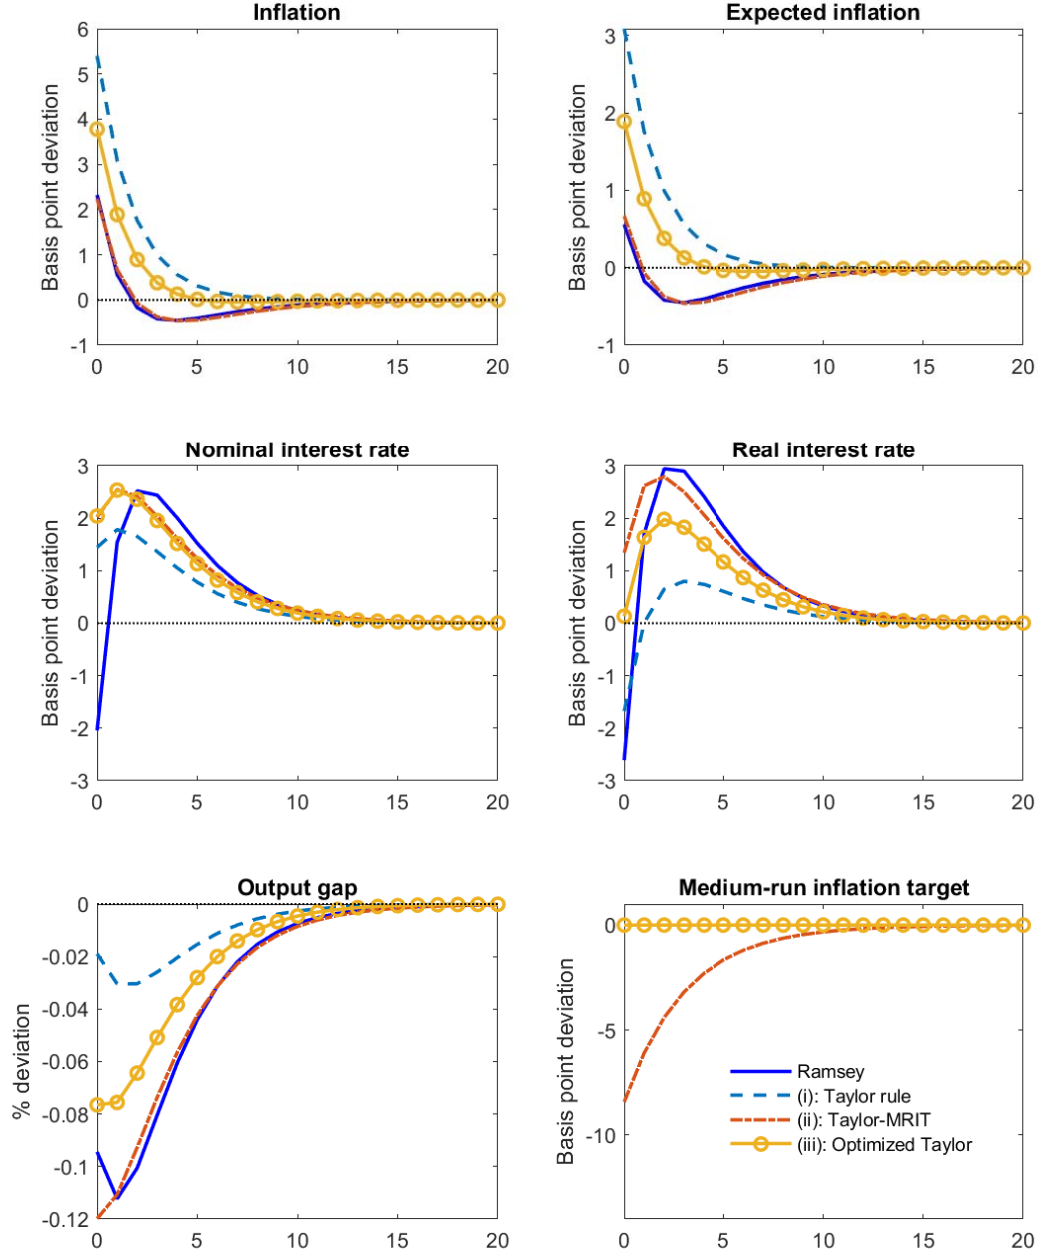 Inflation
Basis point deviation
6
5
4
3
2
1
0
-1
0 5 10 15 20
Expected inflation
Basis point deviation
3
2
1
0
-1
0 5 10 15 20
Nominal interest rate
Basis point deviation
3
2
1
0
-1
-2
-3
0 5 10 15 20
Real interest rate
Basis point deviation
3
2
1
0
-1
-2
-3
0 5 10 15 20
Output gap
% deviation
0
-0.02
-0.04
-0.06
-0.08
-0.1
-0.12
0 5 10 15 20
Medium-run inflation target
Basis point deviation
0
-5
-10
0 5 10 15 20
Ramsey
(i): Taylor rule
(ii): Taylor-MRIT
(iii): Optimized Taylor